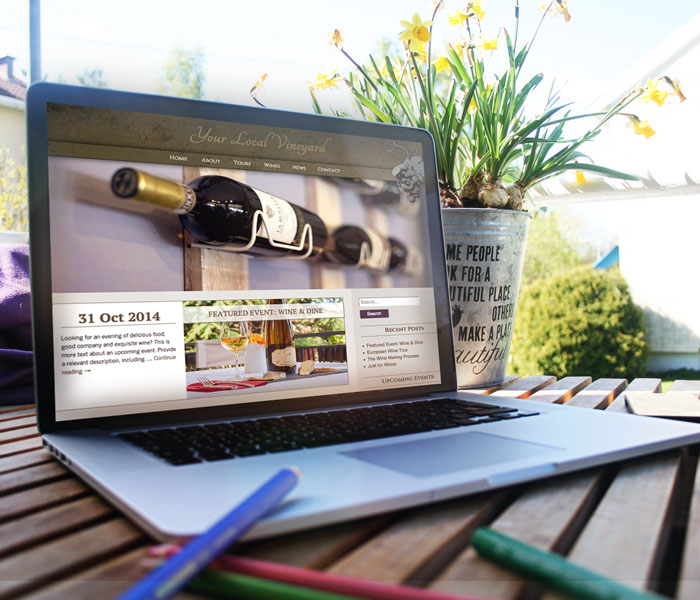 Your Local Vineyard
Home About Tours Wines News Contact
31 Oct 2014
Looking for an evening of delicious food,
good company and exquisite wine? This is
more text about an upcoming event. Provide
a relevant description, including … Continue
reading →
Featured Event: Wine & Dine
Search...
Search
Recent Posts
Featured Event: Wine & Dine
European Wine Tour
The Wine Making Process
Just for Wincs
Upcoming Events
ME PEOPLE
K FOR A
UTIFUL PLACE
OTHERS
MAKE A PLACE
Beautiful